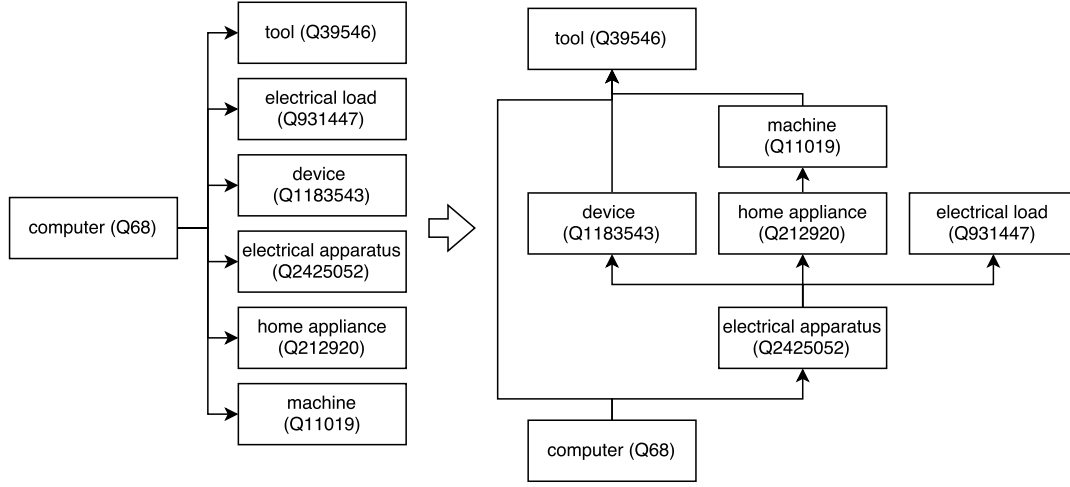 tool (Q39546)
electrical load
(Q931447)
device
(Q1183543)
computer (Q68)
electrical apparatus
(Q2425052)
home appliance
(Q212920)
machine
(Q11019)
tool (Q39546)
machine
(Q11019)
device
(Q1183543)
home appliance
(Q212920)
electrical load
(Q931447)
electrical apparatus
(Q2425052)
computer (Q68)